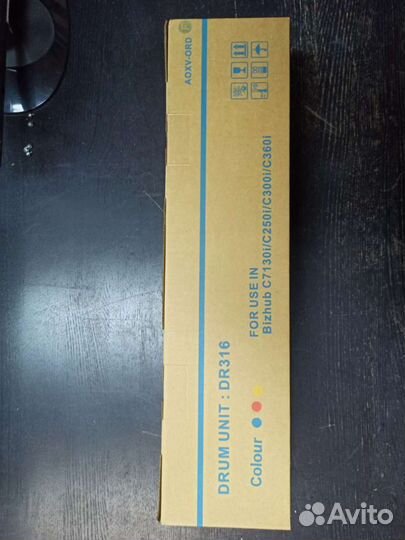 DRUM UNIT : DR316
Colour
FOR USE IN
Bizhub C7130i/C250i/C300i/C360i
AOXV-ORD
Avito